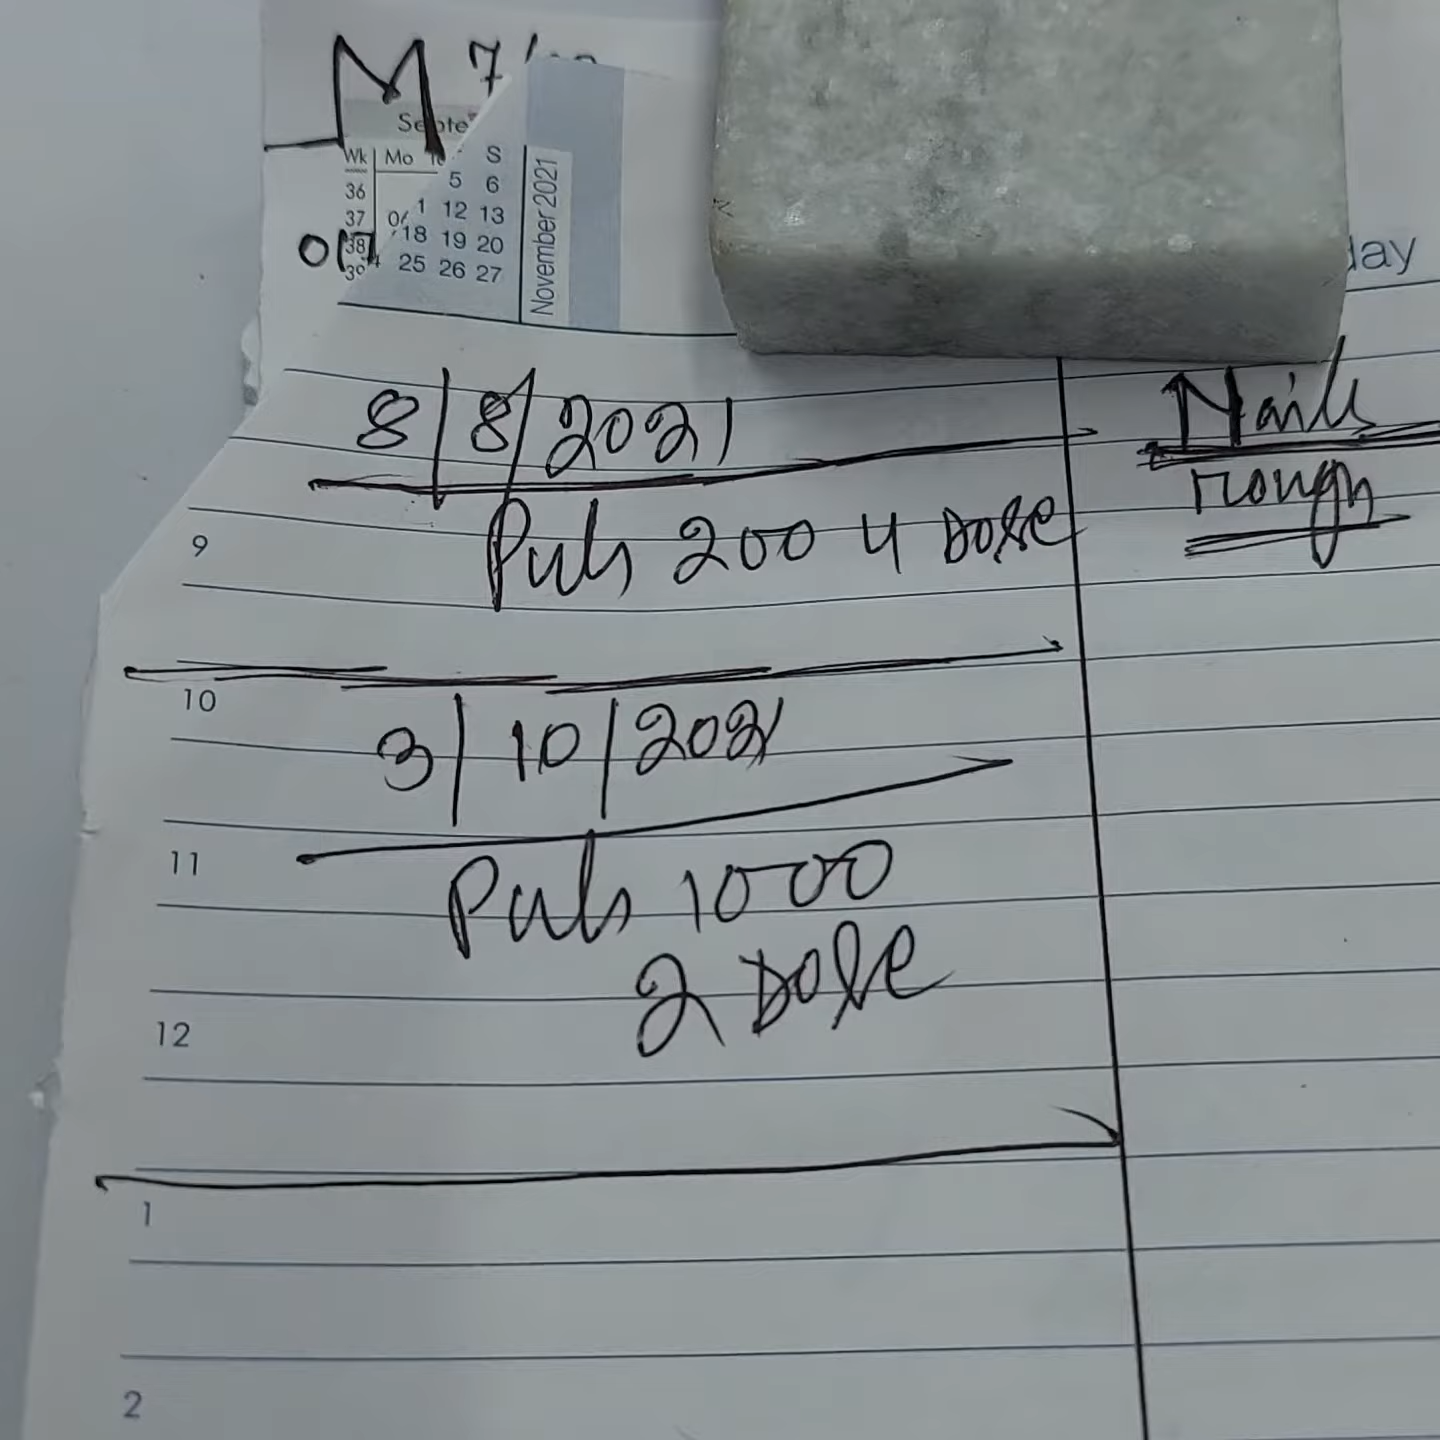 M 7/
Septe
Wk Mo S
36 5 6
37 1 12 13
38 18 19 20
39 25 26 27
November 2021
day
8/8/2021
Nails
rough
Puls 200 4 Dose
9
10
3/10/2021
11
Puls 1000
2 Dose
12
1
2